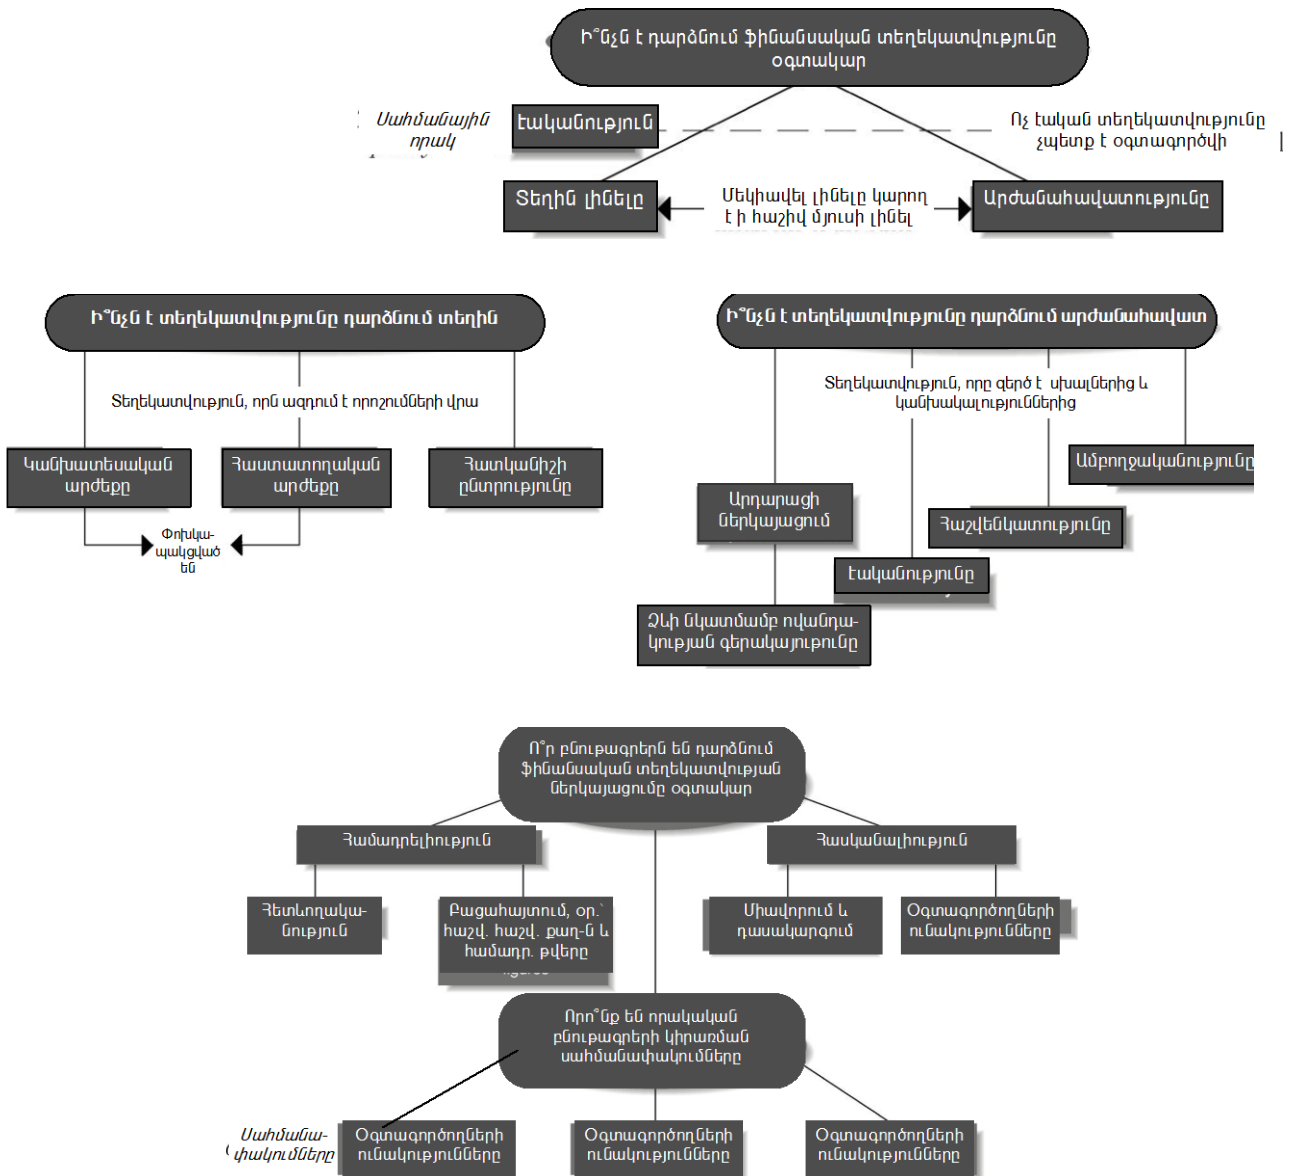 Ի՞նչն է դարձնում ֆինանսական տեղեկատվությունը
օգտակար
Սահմանային
որակ
էականություն
Ոչ էական տեղեկատվությունը
չպետք է օգտագործվի
Տեղին լինելը
Մեկիավել լինելը կարող
է ի հաշիվ մյուսի լինել
Արժանահավատությունը
Ի՞նչն է տեղեկատվությունը դարձնում տեղին
Տեղեկատվություն, որն ազդում է որոշումների վրա
Կանխատեսական
արժեքը
Հաստատողական
արժեքը
Հատկանիշի
ընտրությունը
Փոխկա-
պակցված
են
Ի՞նչն է տեղեկատվությունը դարձնում արժանահավատ
Տեղեկատվություն, որը զերծ է սխալներից և
կանխակալություններից
Ամբողջականությունը
Արդարացի
ներկայացում
Հաշվենկատությունը
էականությունը
Ձևի նկատմամբ ովանդա-
կության գերակայութունը
Ո՞ր բնութագրերն են դարձնում
ֆինանսական տեղեկատվության
ներկայացումը օգտակար
Համադրելիություն
Հասկանալիություն
Հետևողակա-
նություն
Բացահայտում, օր.՝
հաշվ. հաշվ. քաղ-ն և
համադր. թվերը
Միավորում և
դասակարգում
Օգտագործողների
ունակությունները
Որո՞նք են որակական
բնութագրերի կիրառման
սահմանափակումները
Սահմանա-
փակումները
Օգտագործողների
ունակությունները
Օգտագործողների
ունակությունները
Օգտագործողների
ունակությունները